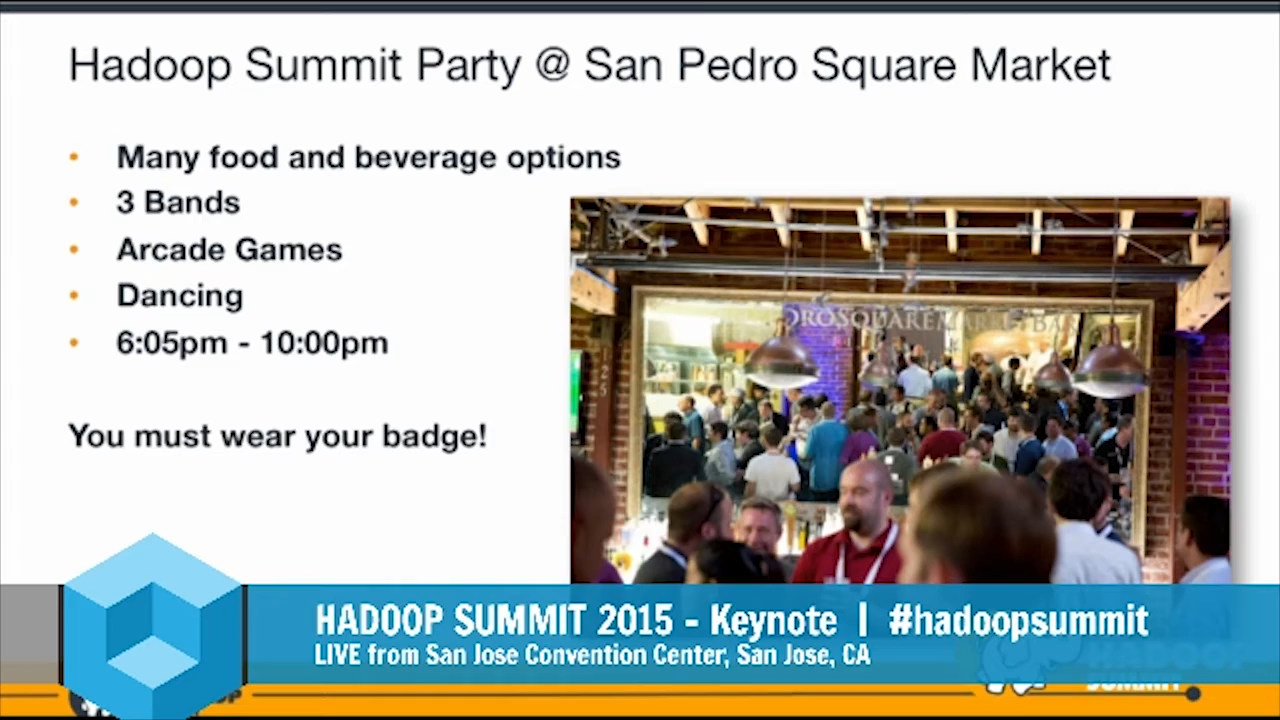 Hadoop Summit Party @ San Pedro Square Market
• Many food and beverage options
• 3 Bands
• Arcade Games
• Dancing
• 6:05pm - 10:00pm
You must wear your badge!
HADOOP SUMMIT 2015 - Keynote | #hadoopsummit
LIVE from San Jose Convention Center, San Jose, CA
HADOOP
SUMMIT